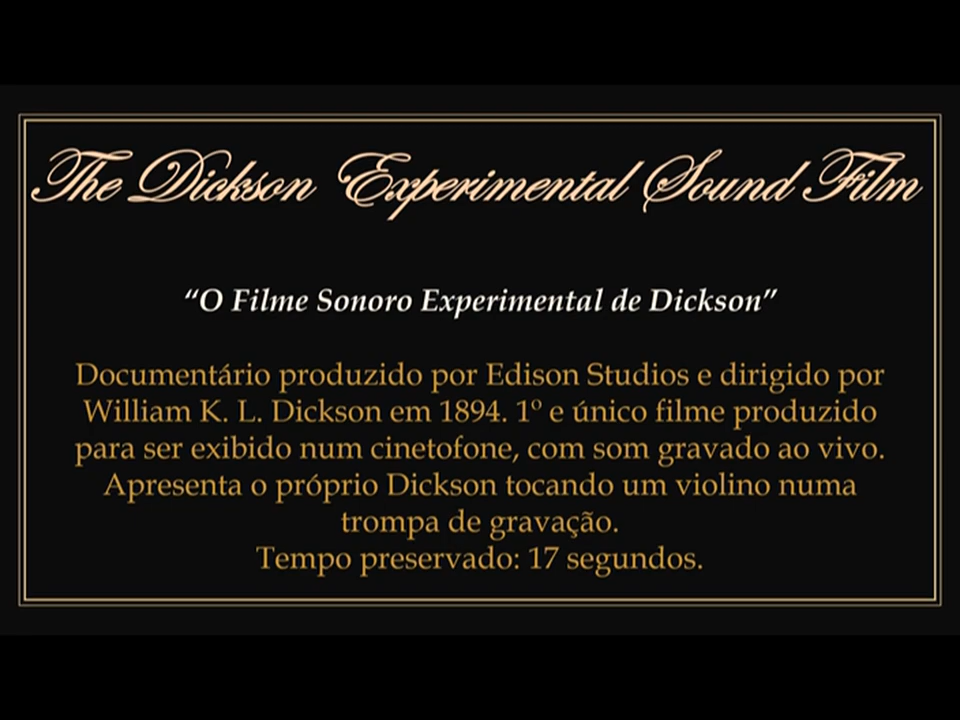 The Dickson Experimental Sound Film
“O Filme Sonoro Experimental de Dickson”
Documentário produzido por Edison Studios e dirigido por
William K. L. Dickson em 1894. 1º e único filme produzido
para ser exibido num cinetofone, com som gravado ao vivo.
Apresenta o próprio Dickson tocando um violino numa
trompa de gravação.
Tempo preservado: 17 segundos.